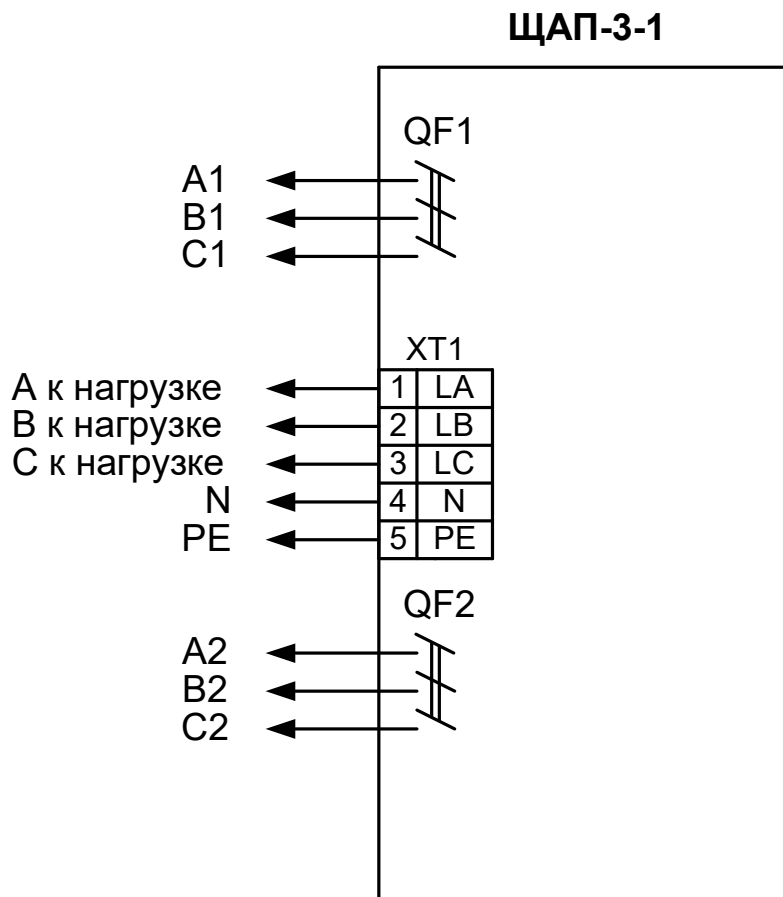 ЩАП-3-1
QF1
A1
B1
C1
XT1
А к нагрузке 1 LA
В к нагрузке 2 LB
С к нагрузке 3 LC
N 4 N
PE 5 PE
QF2
A2
B2
C2